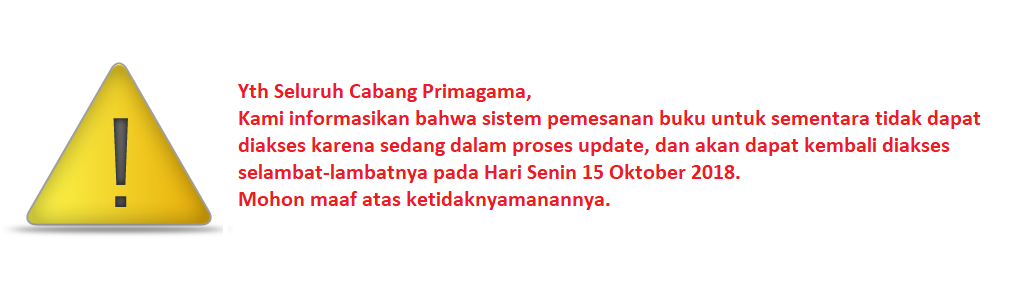 Yth Seluruh Cabang Primagama,
Kami informasikan bahwa sistem pemesanan buku untuk sementara tidak dapat
diakses karena sedang dalam proses update, dan akan dapat kembali diakses
selambat-lambatnya pada Hari Senin 15 Oktober 2018.
Mohon maaf atas ketidaknyamanannya.